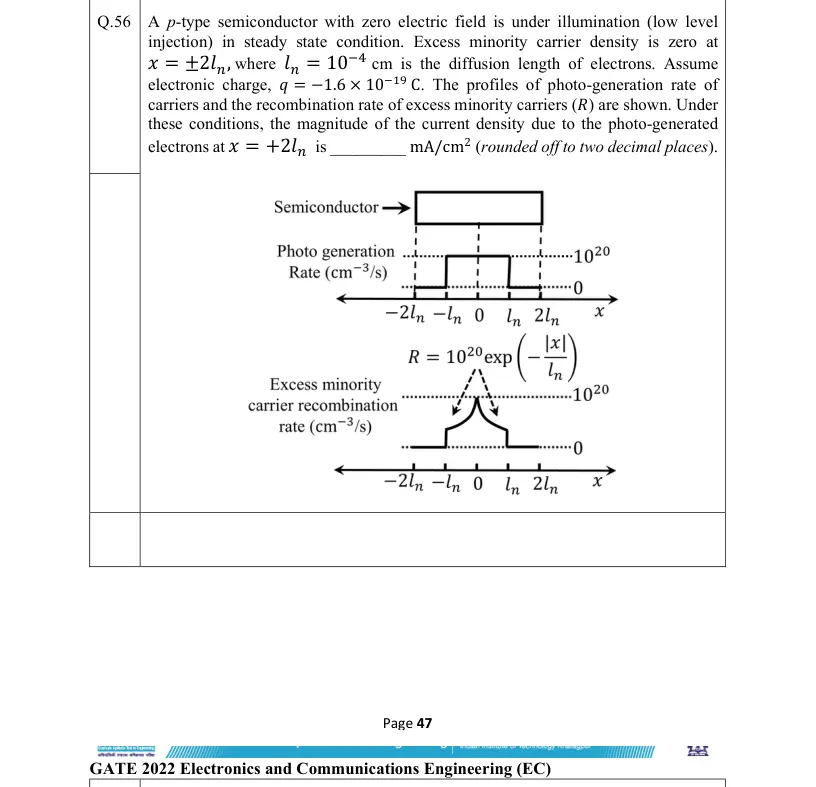 Q.56 A p-type semiconductor with zero electric field is under illumination (low level
injection) in steady state condition. Excess minority carrier density is zero at
x = ±2lₙ, where lₙ = 10⁻⁴ cm is the diffusion length of electrons. Assume
electronic charge, q = −1.6 × 10⁻¹⁹ C. The profiles of photo-generation rate of
carriers and the recombination rate of excess minority carriers (R) are shown. Under
these conditions, the magnitude of the current density due to the photo-generated
electrons at x = +2lₙ is _________ mA/cm² (rounded off to two decimal places).
Semiconductor
Photo generation
Rate (cm⁻³/s)
10²⁰
0
−2lₙ −lₙ 0 lₙ 2lₙ x
R = 10²⁰exp(−|x|/lₙ)
Excess minority
carrier recombination
rate (cm⁻³/s)
10²⁰
0
−2lₙ −lₙ 0 lₙ 2lₙ x
Page 47
GATE 2022 Electronics and Communications Engineering (EC)